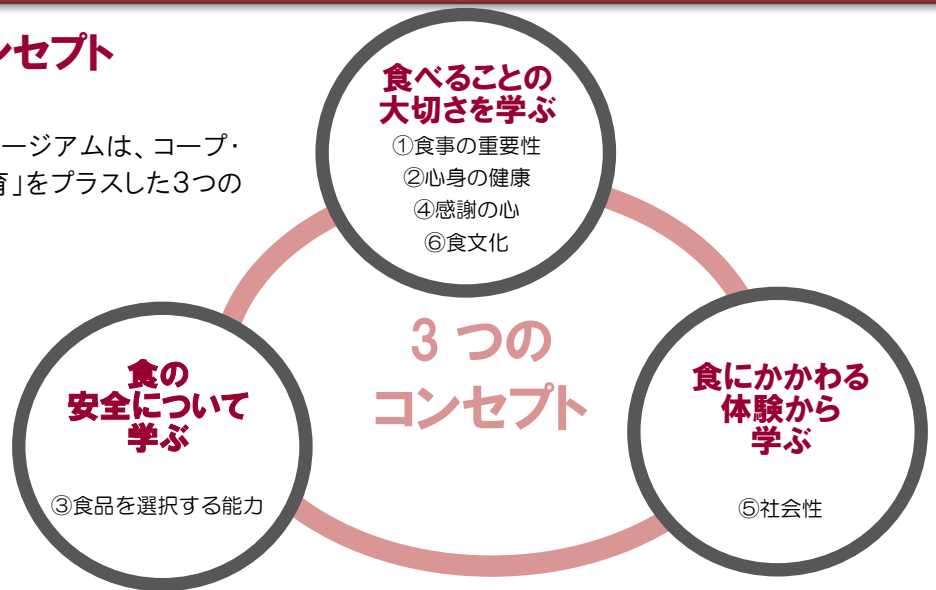 ンセプト
ージアムは、コープ・
育」をプラスした3つの
食べることの
大切さを学ぶ
①食事の重要性
②心身の健康
④感謝の心
⑥食文化
3 つの
コンセプト
食の
安全について
学ぶ
③食品を選択する能力
食にかかわる
体験から
学ぶ
⑤社会性